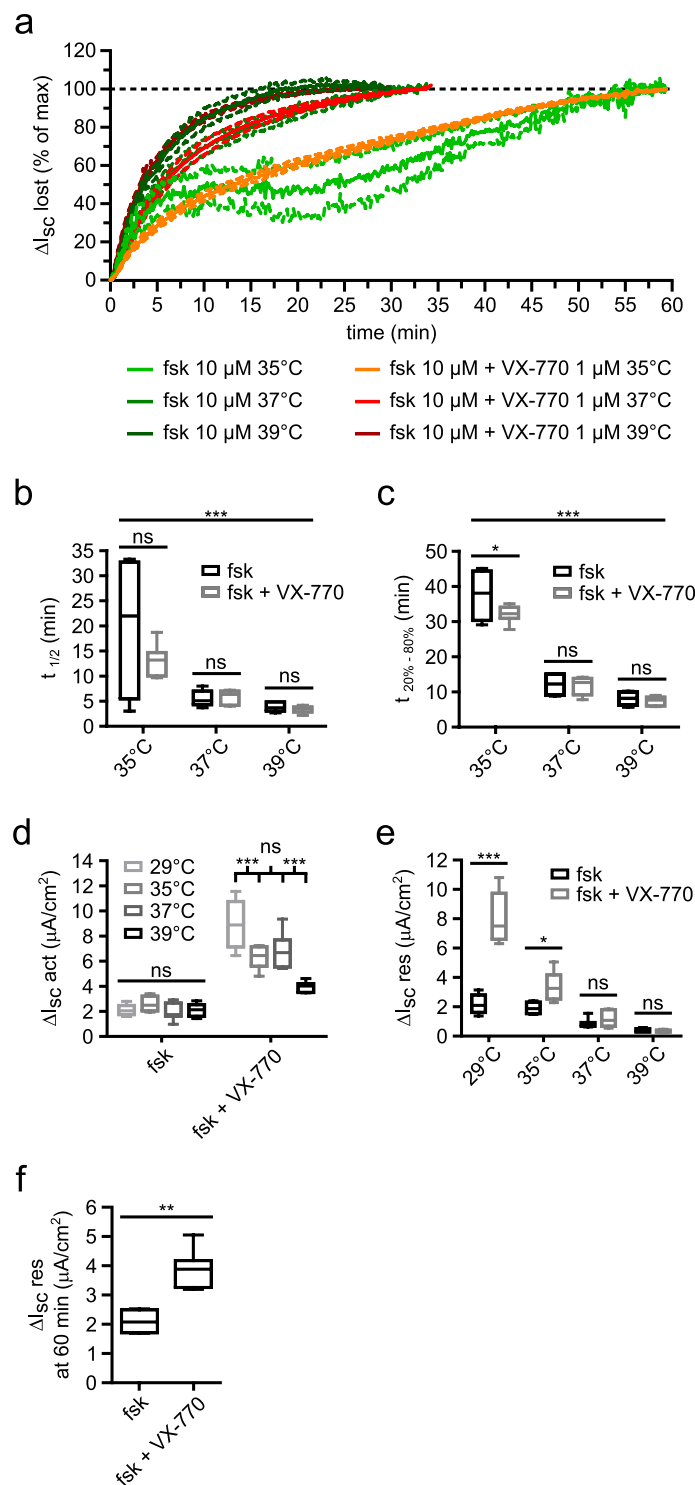 a
120
100
80
60
40
20
0
ΔISC lost (% of max)
0 5 10 15 20 25 30 35 40 45 50 55 60
time (min)
fsk 10 µM 35°C fsk 10 µM + VX-770 1 µM 35°C
fsk 10 µM 37°C fsk 10 µM + VX-770 1 µM 37°C
fsk 10 µM 39°C fsk 10 µM + VX-770 1 µM 39°C
b
***
ns
35
30
25
20
15
10
5
0
t 1/2 (min)
fsk
fsk + VX-770
ns
ns
35°C 37°C 39°C
c
***
*
50
40
30
20
10
0
t 20% - 80% (min)
fsk
fsk + VX-770
ns
ns
35°C 37°C 39°C
d
14
12
10
8
6
4
2
0
ΔISC act (µA/cm2)
29°C
35°C
37°C
39°C
ns
ns
*** ***
fsk fsk + VX-770
e
12
10
8
6
4
2
0
ΔISC res (µA/cm2)
fsk
fsk + VX-770
***
*
ns
ns
29°C 35°C 37°C 39°C
f
**
6
5
4
3
2
1
0
ΔISC res
at 60 min (µA/cm2)
fsk fsk + VX-770